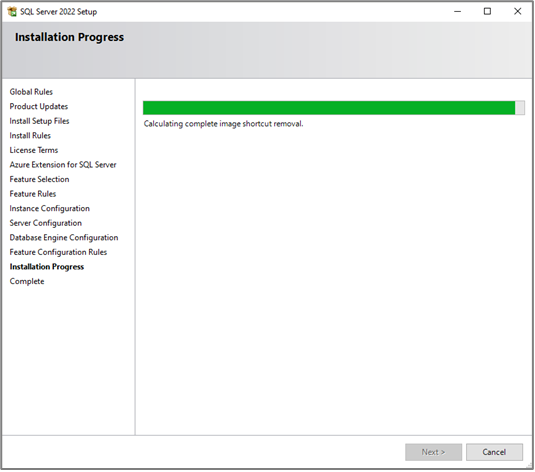 SQL Server 2022 Setup
Installation Progress
Global Rules
Product Updates
Install Setup Files
Install Rules
License Terms
Azure Extension for SQL Server
Feature Selection
Feature Rules
Instance Configuration
Server Configuration
Database Engine Configuration
Feature Configuration Rules
Installation Progress
Complete
Calculating complete image shortcut removal.
Next >
Cancel